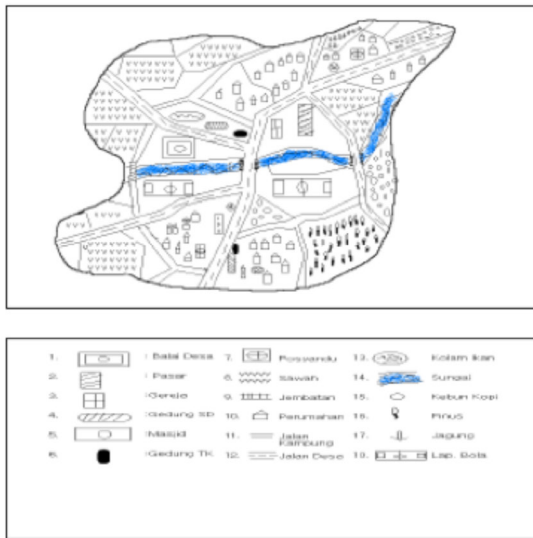 1. : Balai Desa 7. Posyandu 13. Kolam Ikan
2. : Pasar 8. Sawah 14. Sungai
3. : Gereja 9. Jembatan 15. Kebun Kopi
4. : Gedung SD 10. Perumahan 16. Pinus
5. : Masjid 11. Jalan Kampung 17. Jagung
6. : Gedung TK 12. Jalan Desa 19. Lap. Bola